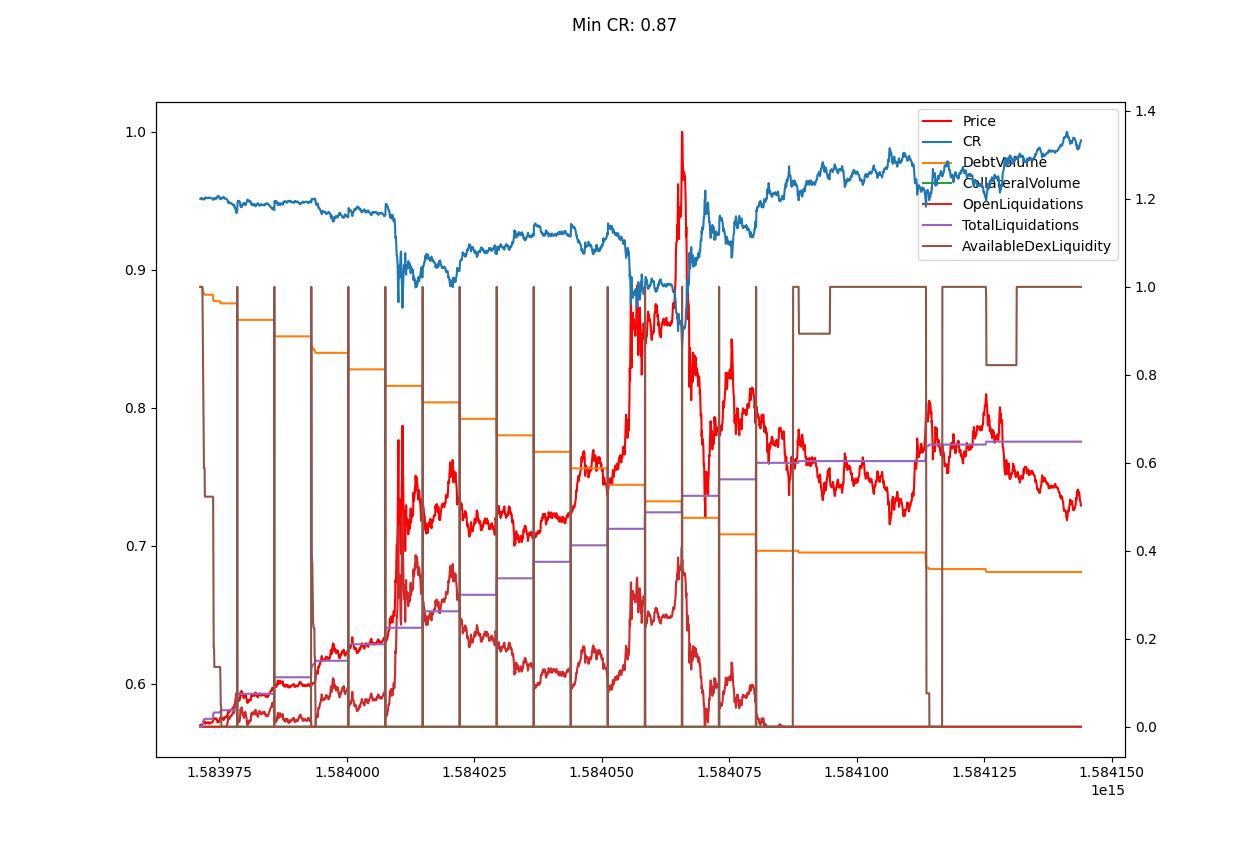 Min CR: 0.87
1.0
0.9
0.8
0.7
0.6
1.4
1.2
1.0
0.8
0.6
0.4
0.2
0.0
Price
CR
DebtVolume
CollateralVolume
OpenLiquidations
TotalLiquidations
AvailableDexLiquidity
1.583975 1.584000 1.584025 1.584050 1.584075 1.584100 1.584125 1.584150
1e15